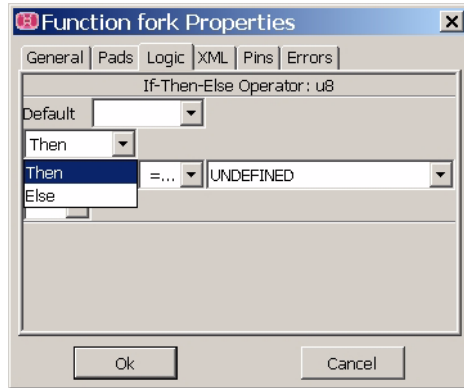 Function fork Properties
General Pads Logic XML Pins Errors
If-Then-Else Operator: u8
Default
Then
Then =... UNDEFINED
Else
Ok Cancel